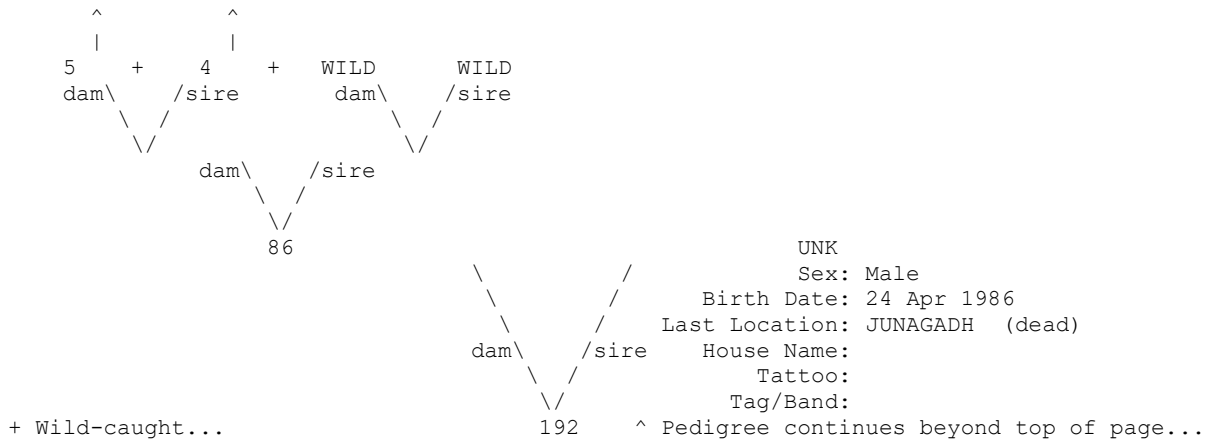 ^ ^
| |
5 + 4 + WILD WILD
dam\ /sire dam\ /sire
\ / \ /
\/ \/
dam\ /sire
\ /
\/
86 UNK
\ / Sex: Male
\ / Birth Date: 24 Apr 1986
\ / Last Location: JUNAGADH (dead)
dam\ /sire House Name:
\ / Tattoo:
\/ Tag/Band:
+ Wild-caught... 192 ^ Pedigree continues beyond top of page...